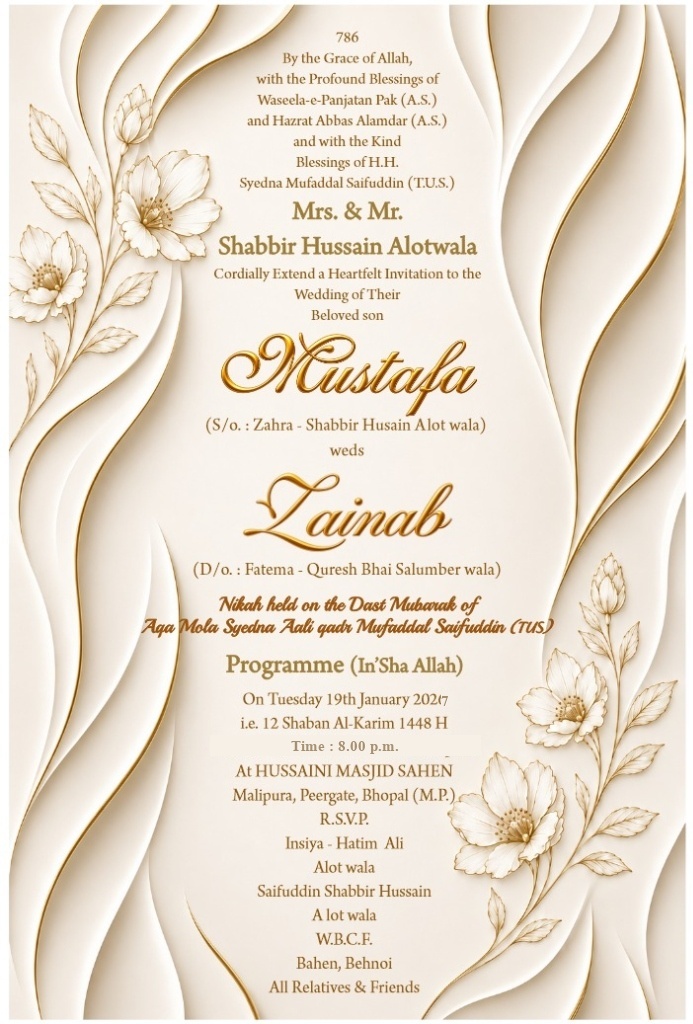 786
By the Grace of Allah,
with the Profound Blessings of
Waseela-e-Panjatan Pak (A.S.)
and Hazrat Abbas Alamdar (A.S.)
and with the Kind
Blessings of H.H.
Syedna Mufaddal Saifuddin (T.U.S.)
Mrs. & Mr.
Shabbir Hussain Alotwala
Cordially Extend a Heartfelt Invitation to the
Wedding of Their
Beloved son
Mustafa
(S/o. : Zahra - Shabbir Husain Alot wala)
weds
Zainab
(D/o. : Fatema - Quresh Bhai Salumber wala)
Nikah held on the Dast Mubarak of
Aqa Mola Syedna Aali qadr Mufaddal Saifuddin (TUS)
Programme (In'Sha Allah)
On Tuesday 19th January 2027
i.e. 12 Shaban Al-Karim 1448 H
Time : 8.00 p.m.
At HUSSAINI MASJID SAHEN
Malipura, Peergate, Bhopal (M.P.)
R.S.V.P.
Insiya - Hatim Ali
Alot wala
Saifuddin Shabbir Hussain
A lot wala
W.B.C.F.
Bahen, Behnoi
All Relatives & Friends